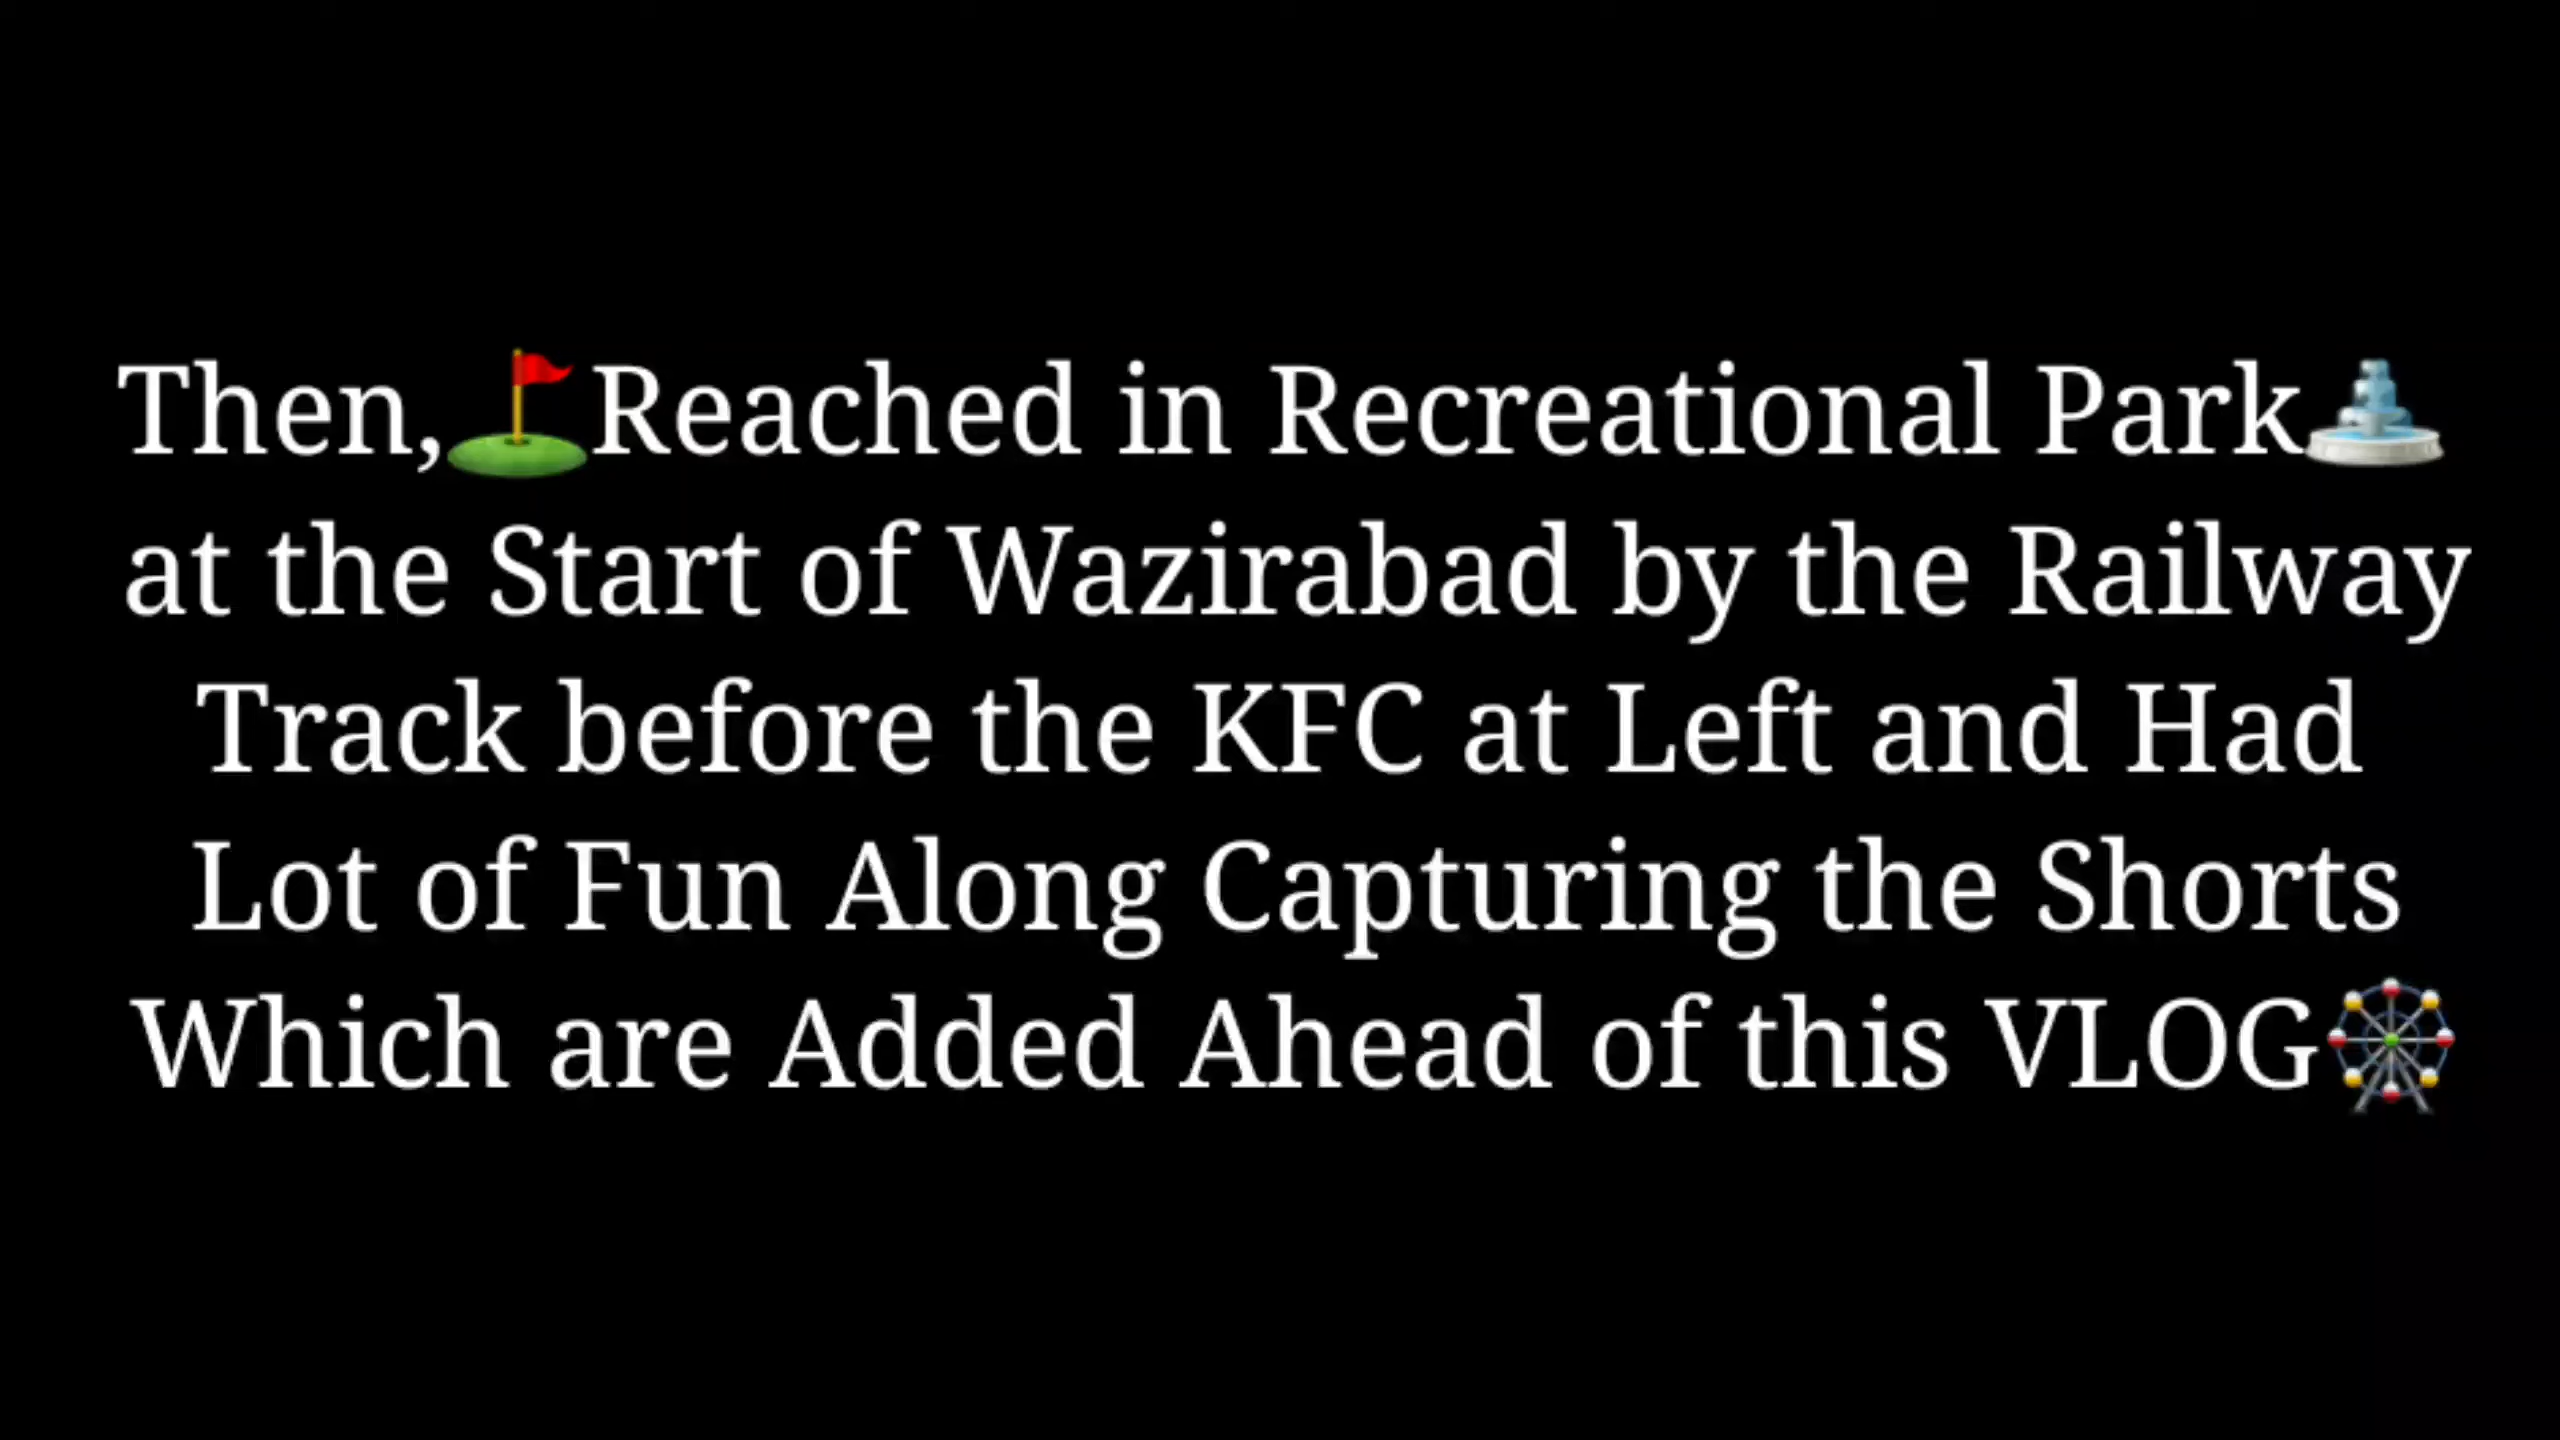 Then,⛳Reached in Recreational Park⛲
at the Start of Wazirabad by the Railway
Track before the KFC at Left and Had
Lot of Fun Along Capturing the Shorts
Which are Added Ahead of this VLOG🎡